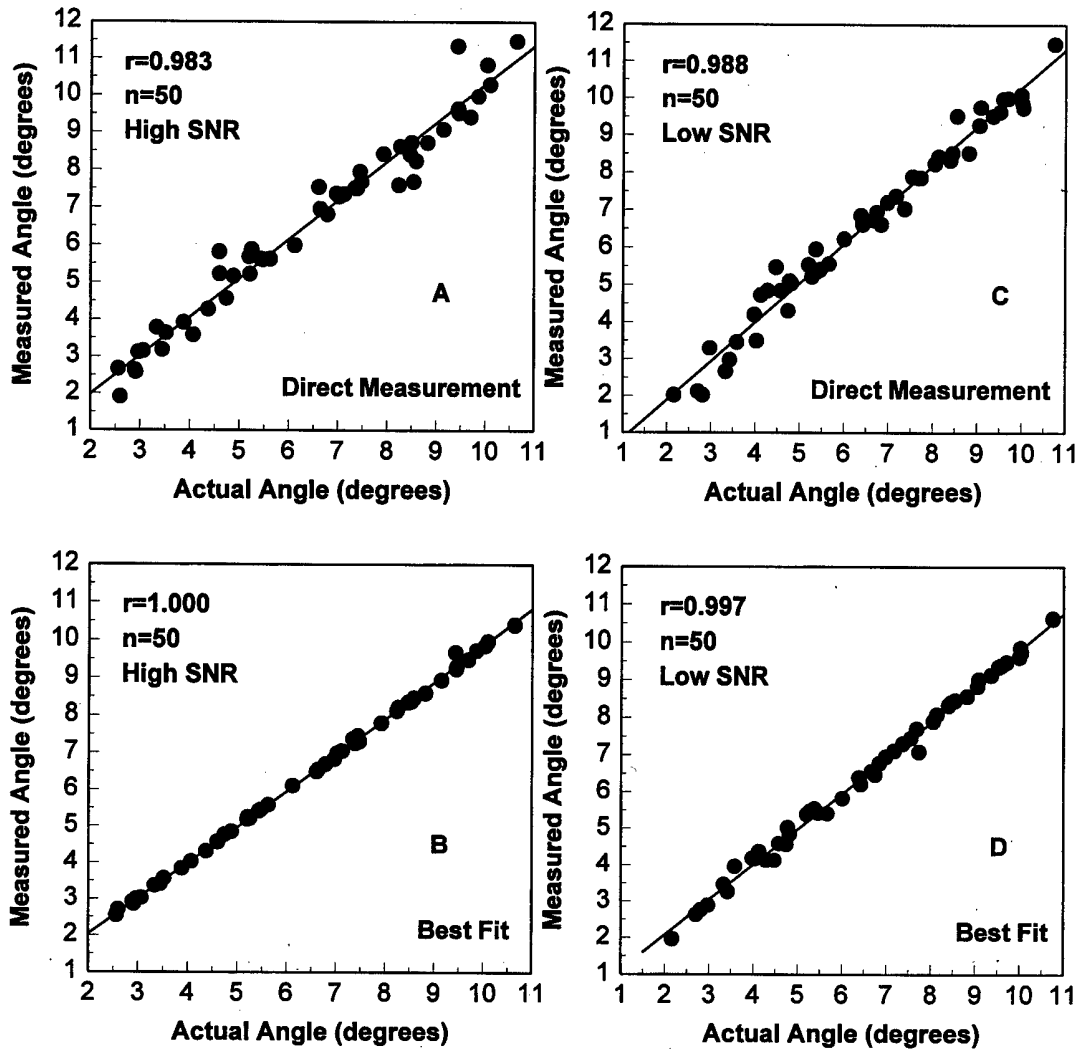 12
11
10
9
8
7
6
5
4
3
2
1
Measured Angle (degrees)
r=0.983
n=50
High SNR
A
Direct Measurement
2 3 4 5 6 7 8 9 10 11
Actual Angle (degrees)
12
11
10
9
8
7
6
5
4
3
2
1
Measured Angle (degrees)
r=0.988
n=50
Low SNR
C
Direct Measurement
1 2 3 4 5 6 7 8 9 10 11
Actual Angle (degrees)
12
11
10
9
8
7
6
5
4
3
2
1
Measured Angle (degrees)
r=1.000
n=50
High SNR
B
Best Fit
2 3 4 5 6 7 8 9 10 11
Actual Angle (degrees)
12
11
10
9
8
7
6
5
4
3
2
1
Measured Angle (degrees)
r=0.997
n=50
Low SNR
D
Best Fit
1 2 3 4 5 6 7 8 9 10 11
Actual Angle (degrees)